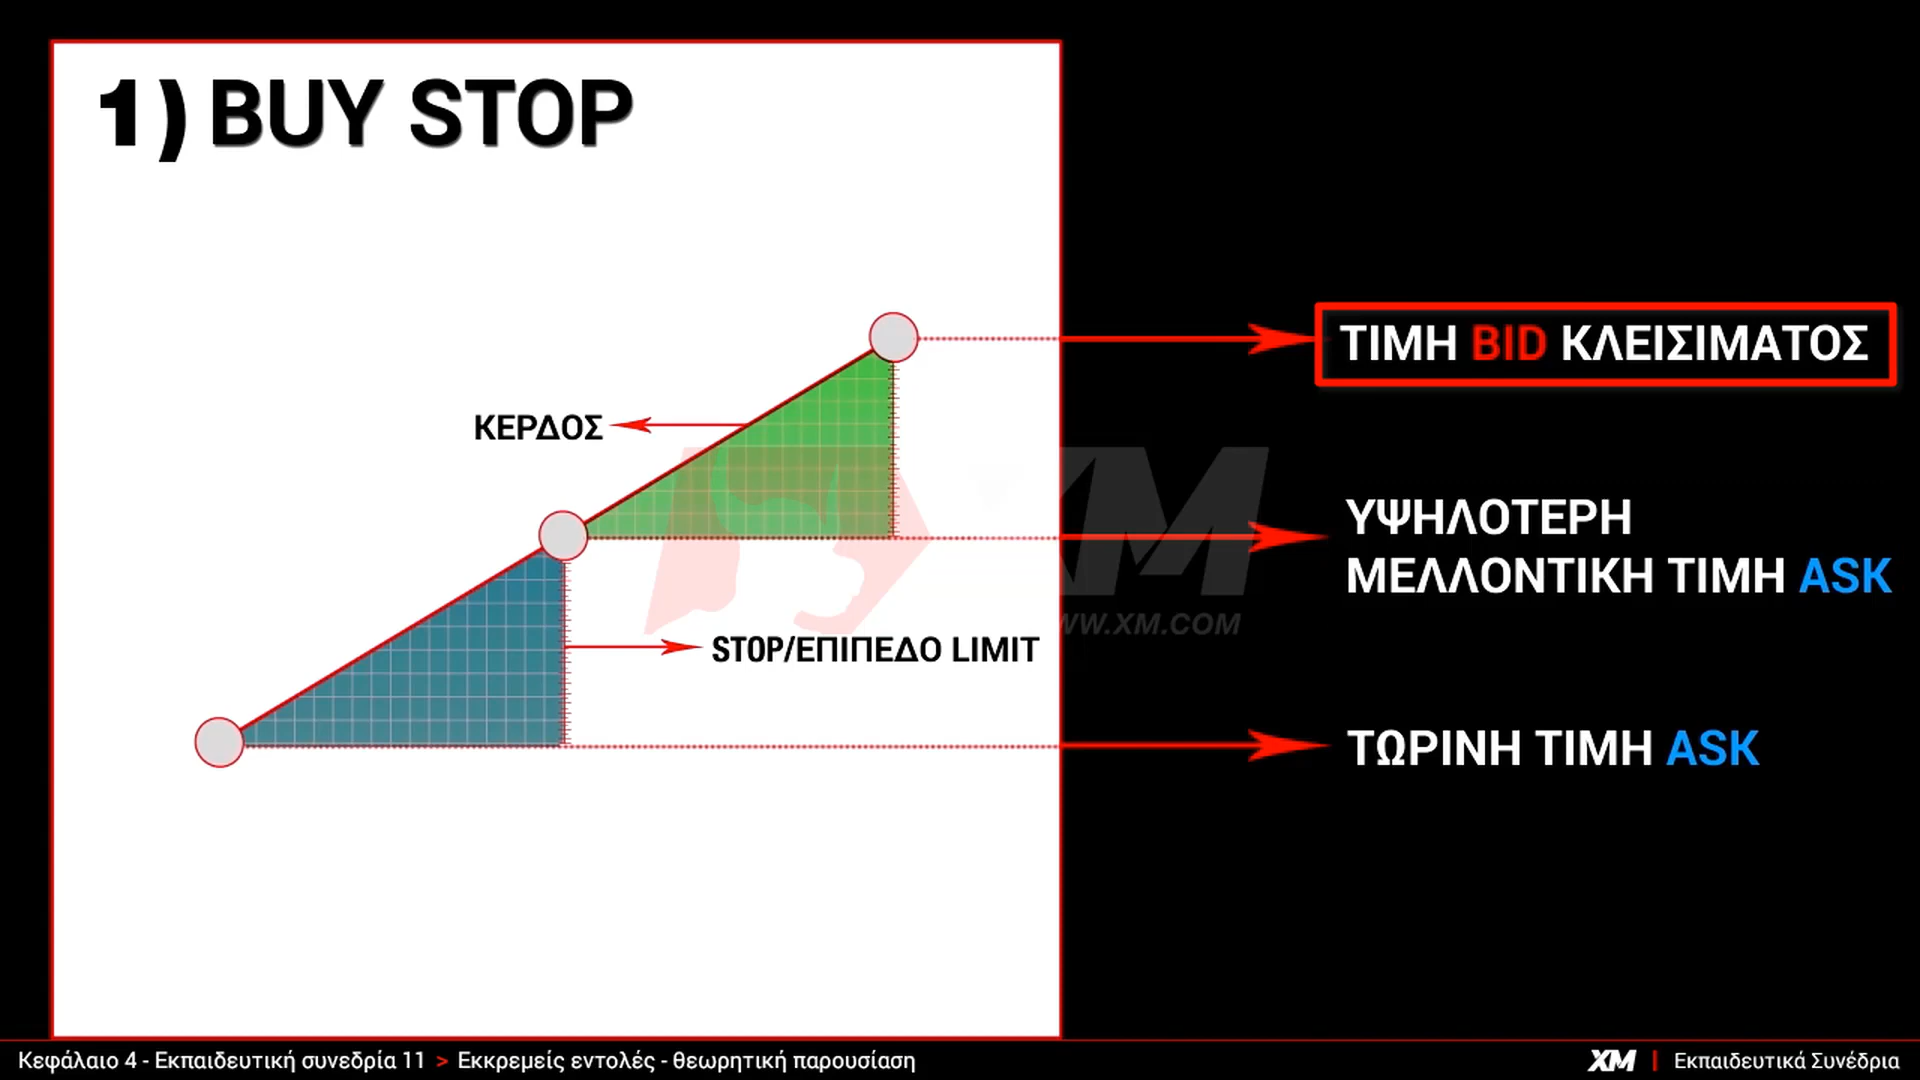 1) BUY STOP
ΤΙΜΗ BID ΚΛΕΙΣΙΜΑΤΟΣ
ΚΕΡΔΟΣ
ΥΨΗΛΟΤΕΡΗ
ΜΕΛΛΟΝΤΙΚΗ ΤΙΜΗ ASK
XM
WW.XM.COM
STOP/ΕΠΙΠΕΔΟ LIMIT
ΤΩΡΙΝΗ ΤΙΜΗ ASK
Κεφάλαιο 4 - Εκπαιδευτική συνεδρία 11 > Εκκρεμείς εντολές - θεωρητική παρουσίαση
XM | Εκπαιδευτικά Συνέδρια